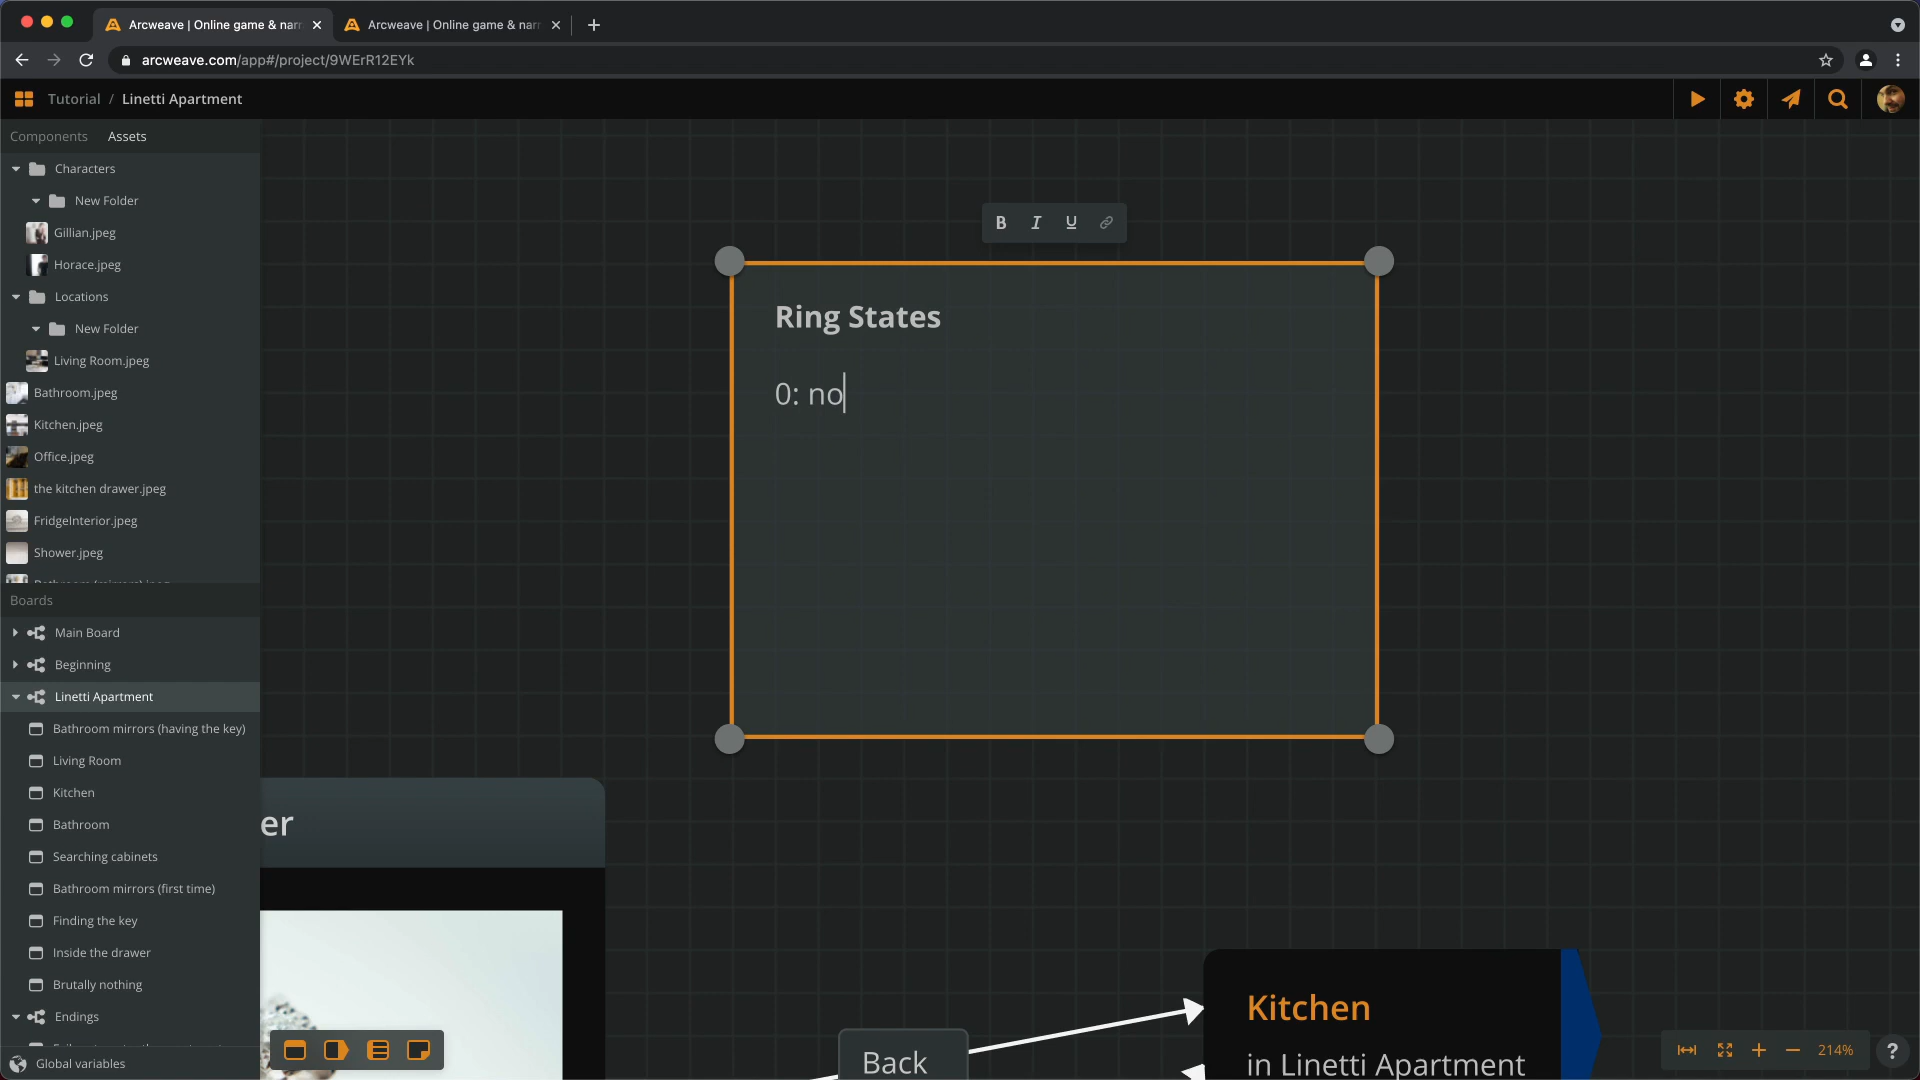 Arcweave | Online game & narr
Arcweave | Online game & narr
arcweave.com/app#/project/9WErR12EYk
Tutorial / Linetti Apartment
Components Assets
Characters
New Folder
Gillian.jpeg
Horace.jpeg
Locations
New Folder
Living Room.jpeg
Bathroom.jpeg
Kitchen.jpeg
Office.jpeg
the kitchen drawer.jpeg
FridgeInterior.jpeg
Shower.jpeg
Boards
Main Board
Beginning
Linetti Apartment
Bathroom mirrors (having the key)
Living Room
Kitchen
Bathroom
Searching cabinets
Bathroom mirrors (first time)
Finding the key
Inside the drawer
Brutally nothing
Endings
Global variables
B I U
Ring States
0: no
er
Back
Kitchen
in Linetti Apartment
214%
?